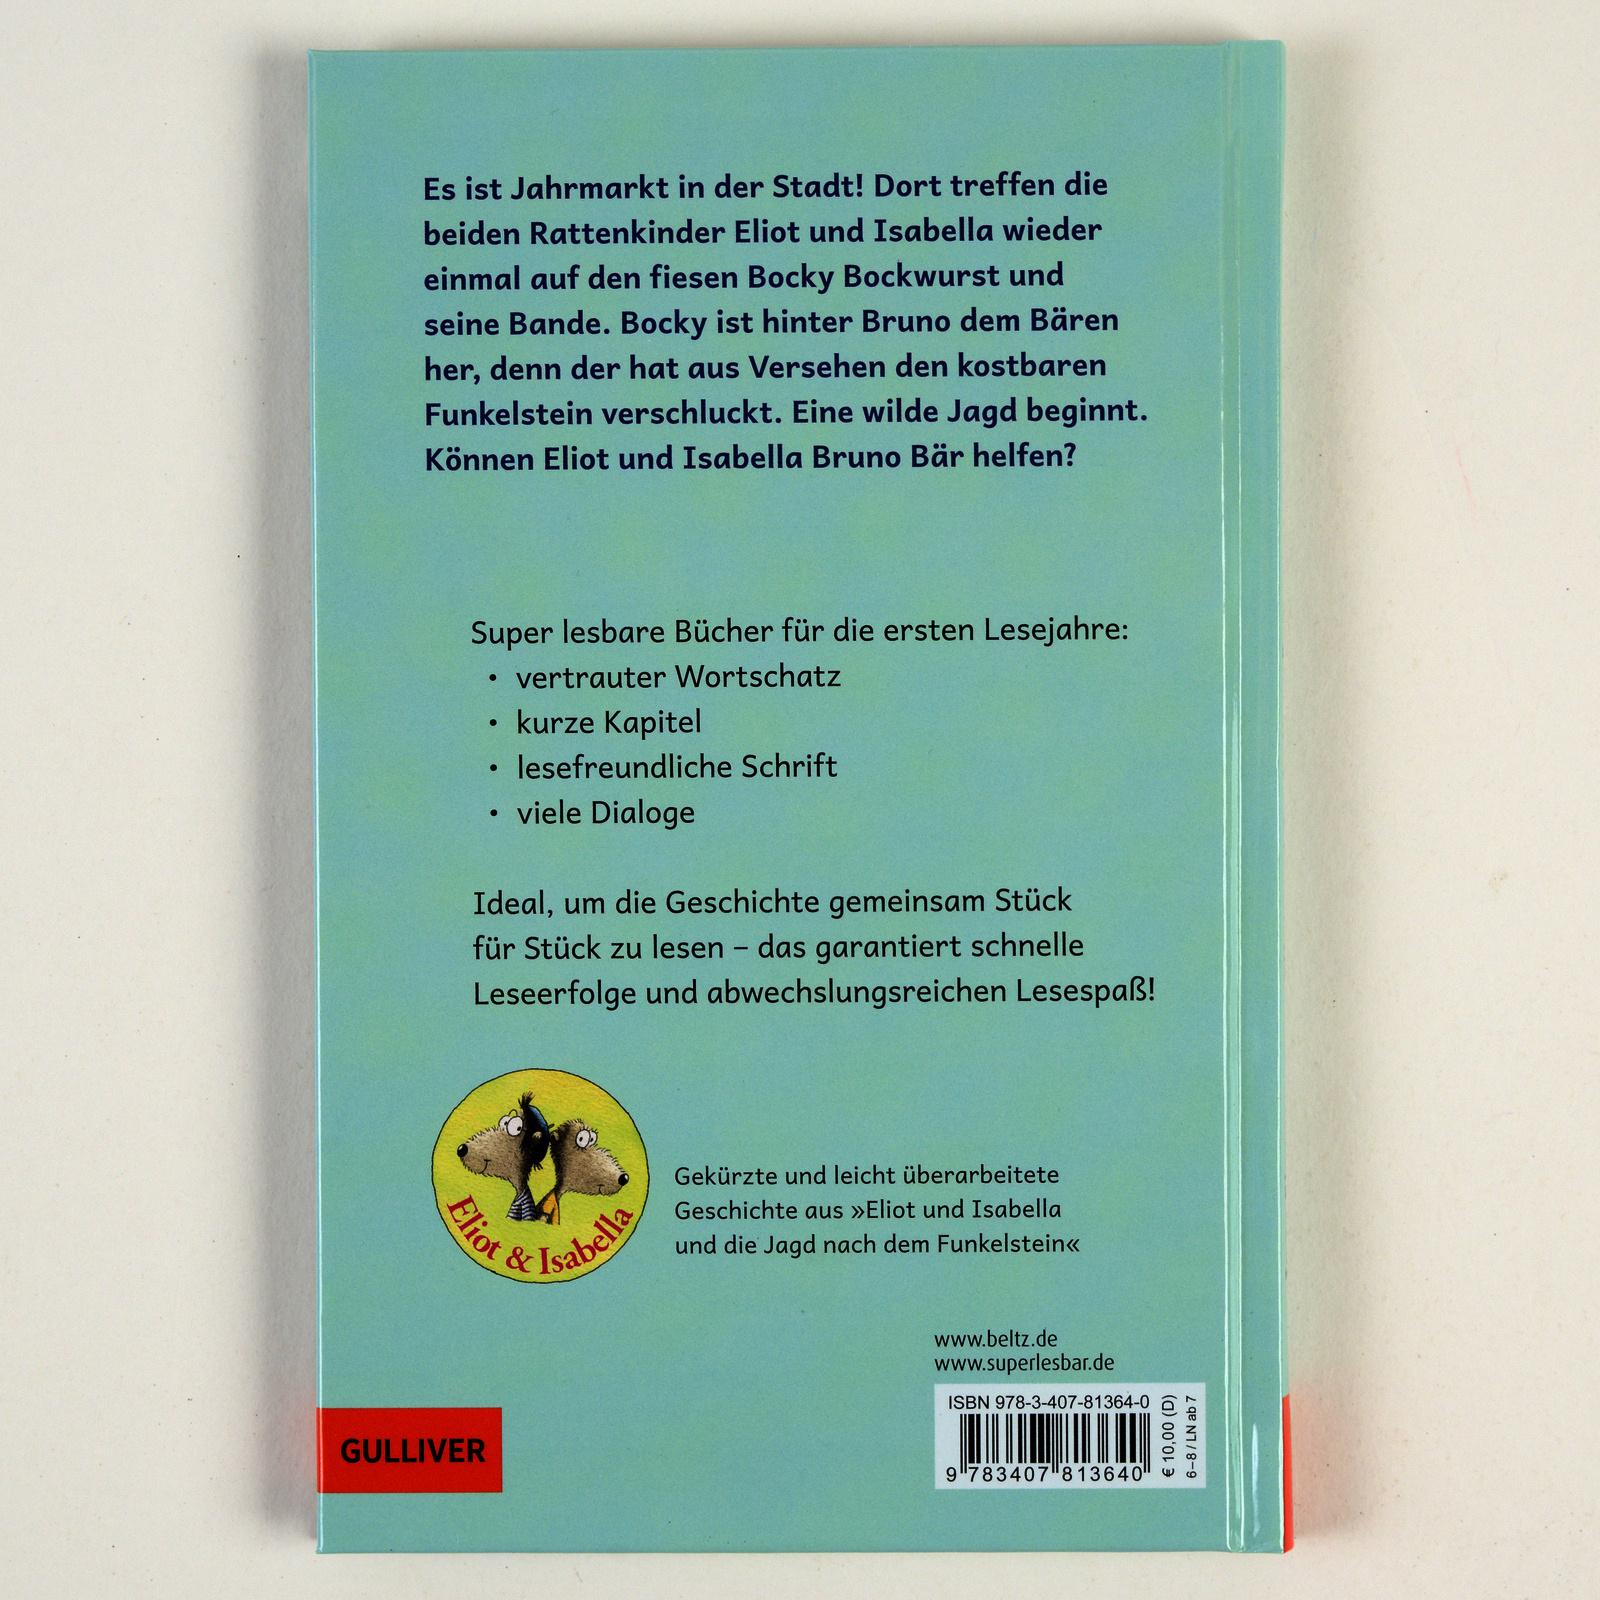 Es ist Jahrmarkt in der Stadt! Dort treffen die
beiden Rattenkinder Eliot und Isabella wieder
einmal auf den fiesen Bocky Bockwurst und
seine Bande. Bocky ist hinter Bruno dem Bären
her, denn der hat aus Versehen den kostbaren
Funkelstein verschluckt. Eine wilde Jagd beginnt.
Können Eliot und Isabella Bruno Bär helfen?
Super lesbare Bücher für die ersten Lesejahre:
• vertrauter Wortschatz
• kurze Kapitel
• lesefreundliche Schrift
• viele Dialoge
Ideal, um die Geschichte gemeinsam Stück
für Stück zu lesen – das garantiert schnelle
Leseerfolge und abwechslungsreichen Lesespaß!
Eliot & Isabella
Gekürzte und leicht überarbeitete
Geschichte aus »Eliot und Isabella
und die Jagd nach dem Funkelstein«
www.beltz.de
www.superlesbar.de
GULLIVER
ISBN 978-3-407-81364-0
9 783407 813640
€ 10,00 (D)
6–8 / LN ab 7